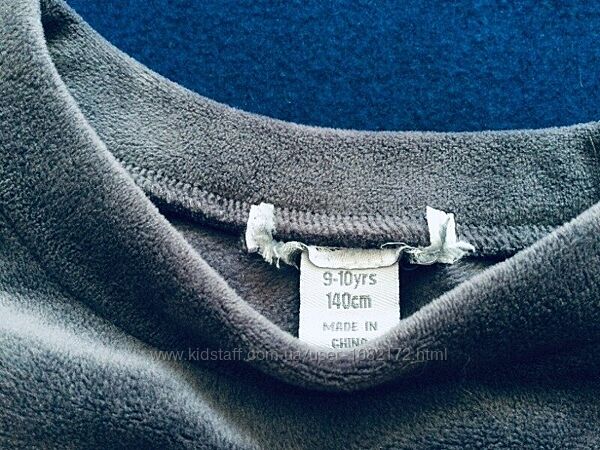 9-10yrs
140cm
MADE IN
CHINA
www.kidstaff.com.ua/user-1682172.html